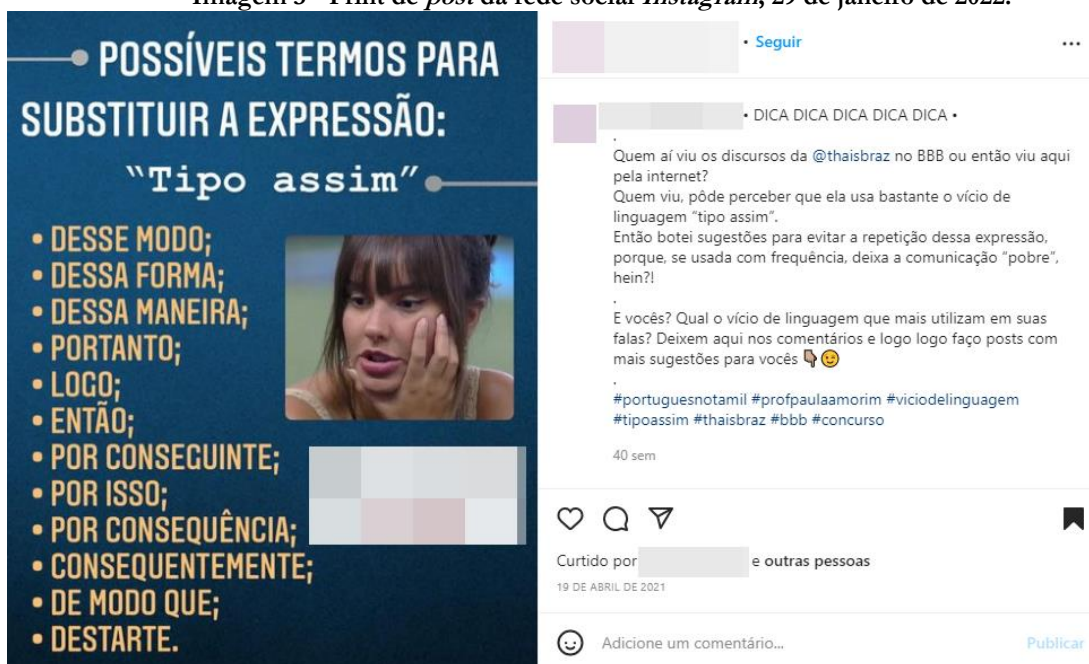 Imagem 3 - Print de post da rede social Instagram, 29 de janeiro de 2022.
POSSÍVEIS TERMOS PARA
SUBSTITUIR A EXPRESSÃO:
“Tipo assim”
• DESSE MODO;
• DESSA FORMA;
• DESSA MANEIRA;
• PORTANTO;
• LOGO;
• ENTÃO;
• POR CONSEGUINTE;
• POR ISSO;
• POR CONSEQUÊNCIA;
• CONSEQUENTEMENTE;
• DE MODO QUE;
• DESTARTE.
• Seguir
• DICA DICA DICA DICA DICA •
.
Quem aí viu os discursos da @thaisbraz no BBB ou então viu aqui
pela internet?
Quem viu, pôde perceber que ela usa bastante o vício de
linguagem “tipo assim”.
Então botei sugestões para evitar a repetição dessa expressão,
porque, se usada com frequência, deixa a comunicação “pobre”,
hein?!
.
E vocês? Qual o vício de linguagem que mais utilizam em suas
falas? Deixem aqui nos comentários e logo logo faço posts com
mais sugestões para vocês 👇🏽😉
.
#portuguesnotamil #profpaulaamorim #viciodelinguagem
#tipoassim #thaisbraz #bbb #concurso
40 sem
Curtido por e outras pessoas
19 DE ABRIL DE 2021
Adicione um comentário...
Publicar